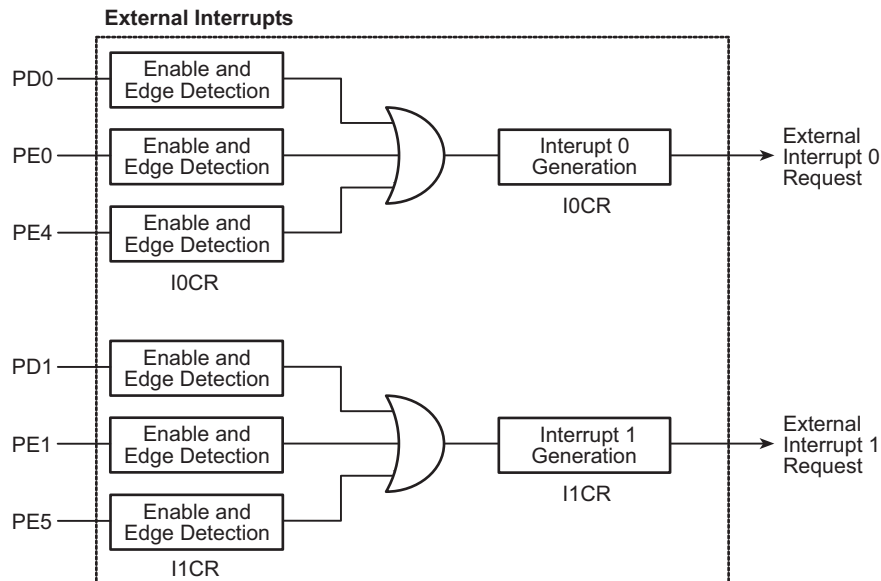 External Interrupts
PD0
Enable and
Edge Detection
PE0
Enable and
Edge Detection
PE4
Enable and
Edge Detection
I0CR
Interupt 0
Generation
I0CR
External
Interrupt 0
Request
PD1
Enable and
Edge Detection
PE1
Enable and
Edge Detection
PE5
Enable and
Edge Detection
I1CR
Interrupt 1
Generation
I1CR
External
Interrupt 1
Request